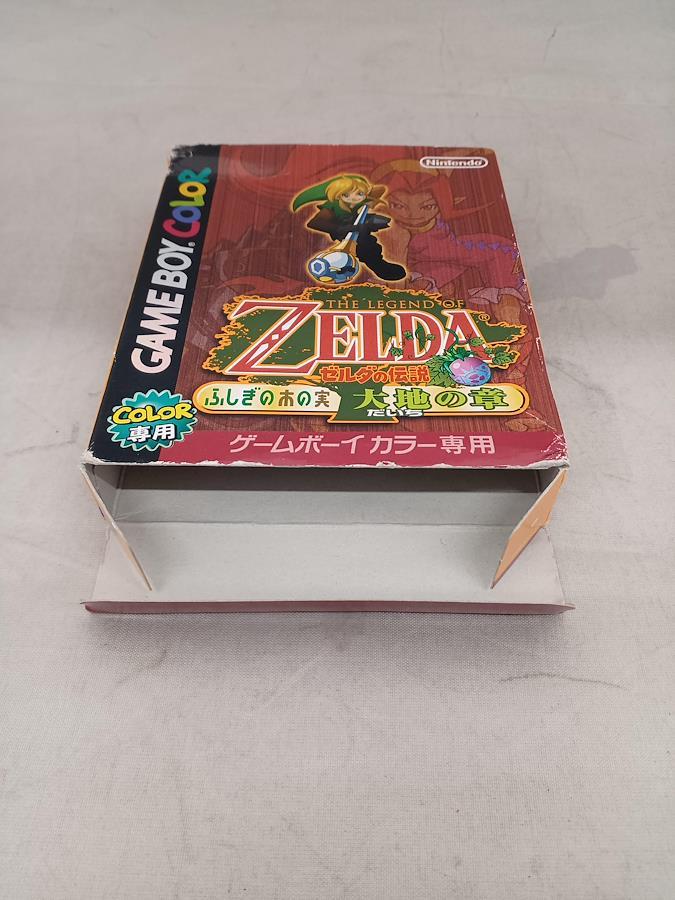 Nintendo
GAME BOY COLOR
THE LEGEND OF
ZELDA®
ゼルダの伝説
ふしぎの木の実
大地の章
だいち
COLOR
専用
ゲームボーイ カラー専用